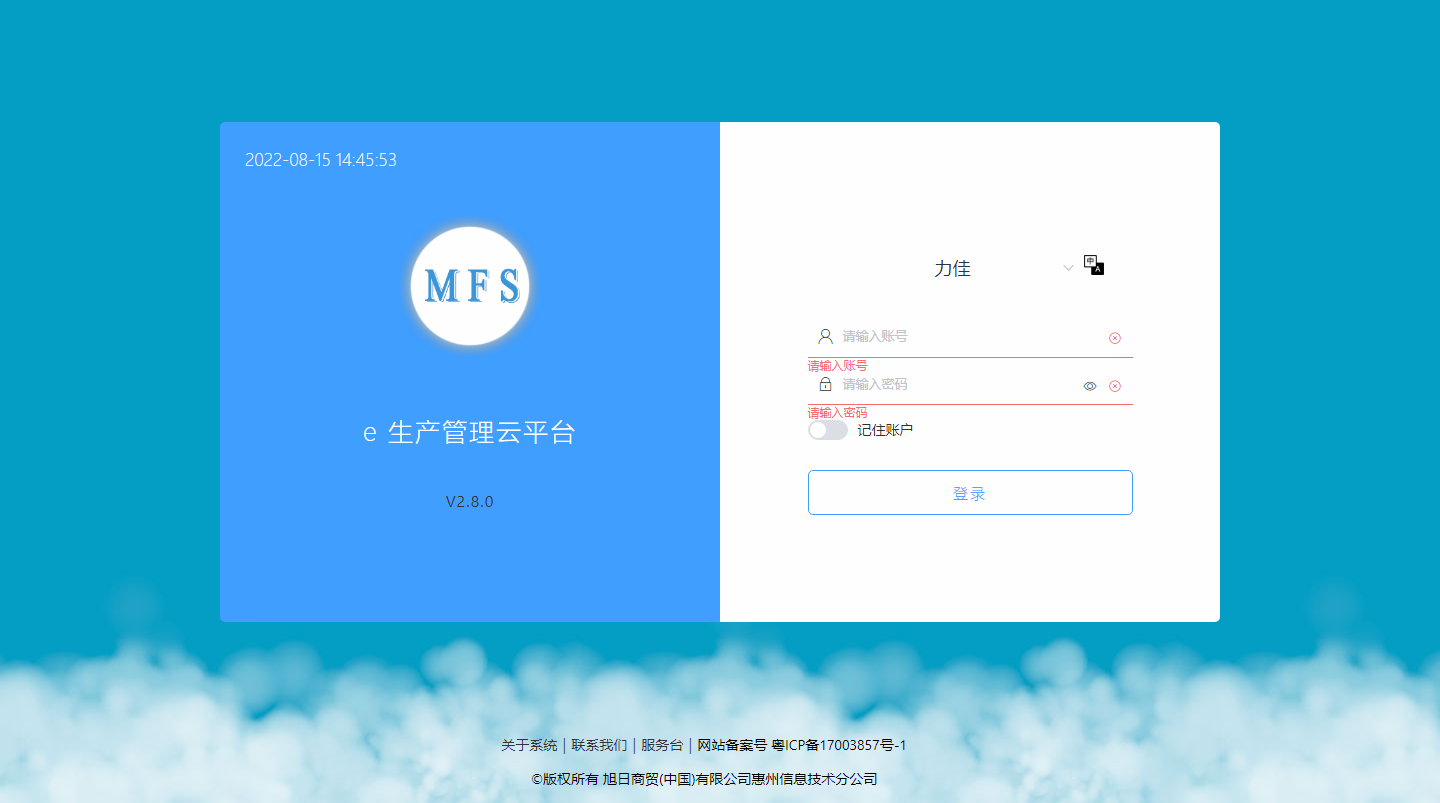 2022-08-15 14:45:53
MFS
e 生产管理云平台
V2.8.0
力佳
中 A
请输入账号
请输入账号
请输入密码
请输入密码
记住账户
登录
关于系统 | 联系我们 | 服务台 | 网站备案号 粤ICP备17003857号-1
©版权所有 旭日商贸(中国)有限公司惠州信息技术分公司